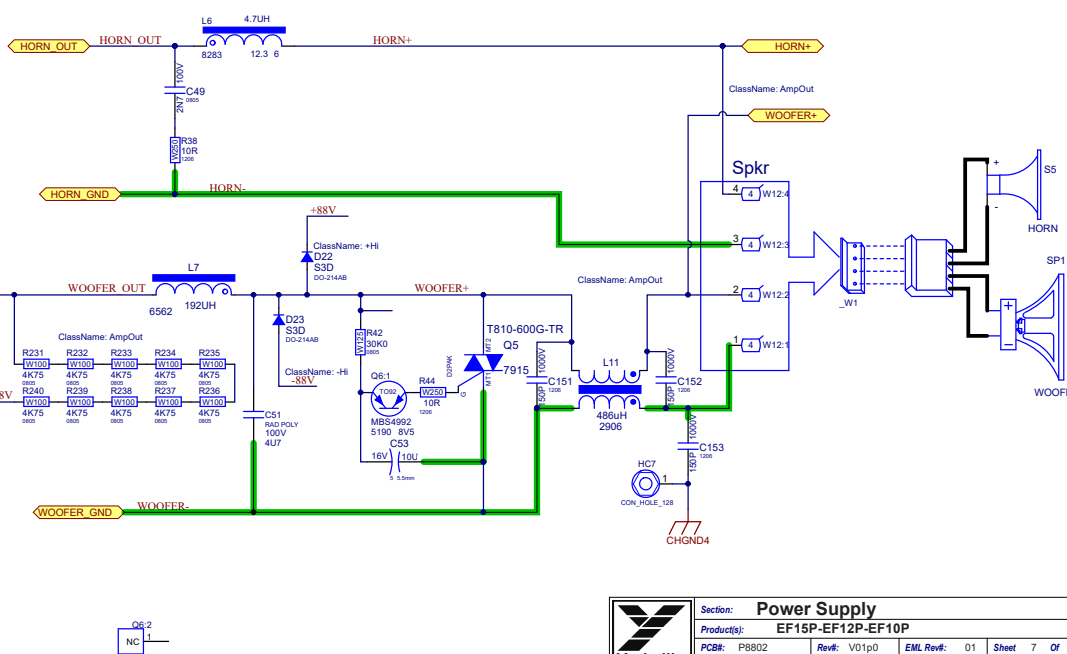 L6 4.7UH
HORN_OUT HORN_OUT HORN+ HORN+
8283 12.3 6
100V
C49
0805
2N7
ClassName: AmpOut
WOOFER+
W250
R38
10R
1206
Spkr
HORN_GND HORN-
4 4 W12:4
3 4 W12:3
2 4 W12:2
1 4 W12:1
_W1
+
S5
-
HORN
SP1
+
-
+88V
ClassName: +Hi
D22
S3D
DO-214AB
L7
WOOFER_OUT WOOFER+
6562 192UH
ClassName: AmpOut
D23
S3D
DO-214AB
ClassName: -Hi
-88V
ClassName: AmpOut
R231 R232 R233 R234 R235
W100 W100 W100 W100 W100
4K75 4K75 4K75 4K75 4K75
0805 0805 0805 0805 0805
R240 R239 R238 R237 R236
8V W100 W100 W100 W100 W100
4K75 4K75 4K75 4K75 4K75
0805 0805 0805 0805 0805
C51
RAD POLY
100V
4U7
W125
R42
30K0
0805
Q6:1
TO92
MBS4992
5190 8V5
R44
W250
10R
1206
C53
16V 10U
5 5.5mm
T810-600G-TR
Q5
7915
D2PAK
MT2
MT1
G
1000V
C151
1206
150P
L11
486uH
2906
1000V
C152
1206
150P
1000V
C153
1206
150P
HC7
1
CON_HOLE_128
CHGND4
WOOFER_GND WOOFER-
Q6:2
NC 1
Section: Power Supply
Product(s): EF15P-EF12P-EF10P
PCB#: P8802 Rev#: V01p0 EML Rev#: 01 Sheet 7 Of